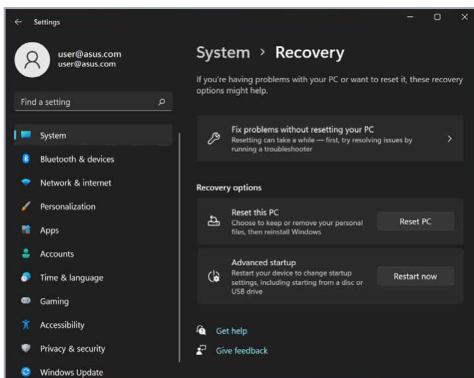 Settings
user@asus.com
user@asus.com
Find a setting
System
Bluetooth & devices
Network & internet
Personalization
Apps
Accounts
Time & language
Gaming
Accessibility
Privacy & security
Windows Update
System > Recovery
If you're having problems with your PC or want to reset it, these recovery
options might help.
Fix problems without resetting your PC
Resetting can take a while — first, try resolving issues by
running a troubleshooter
Recovery options
Reset this PC
Choose to keep or remove your personal
files, then reinstall Windows
Reset PC
Advanced startup
Restart your device to change startup
settings, including starting from a disc or
USB drive
Restart now
Get help
Give feedback